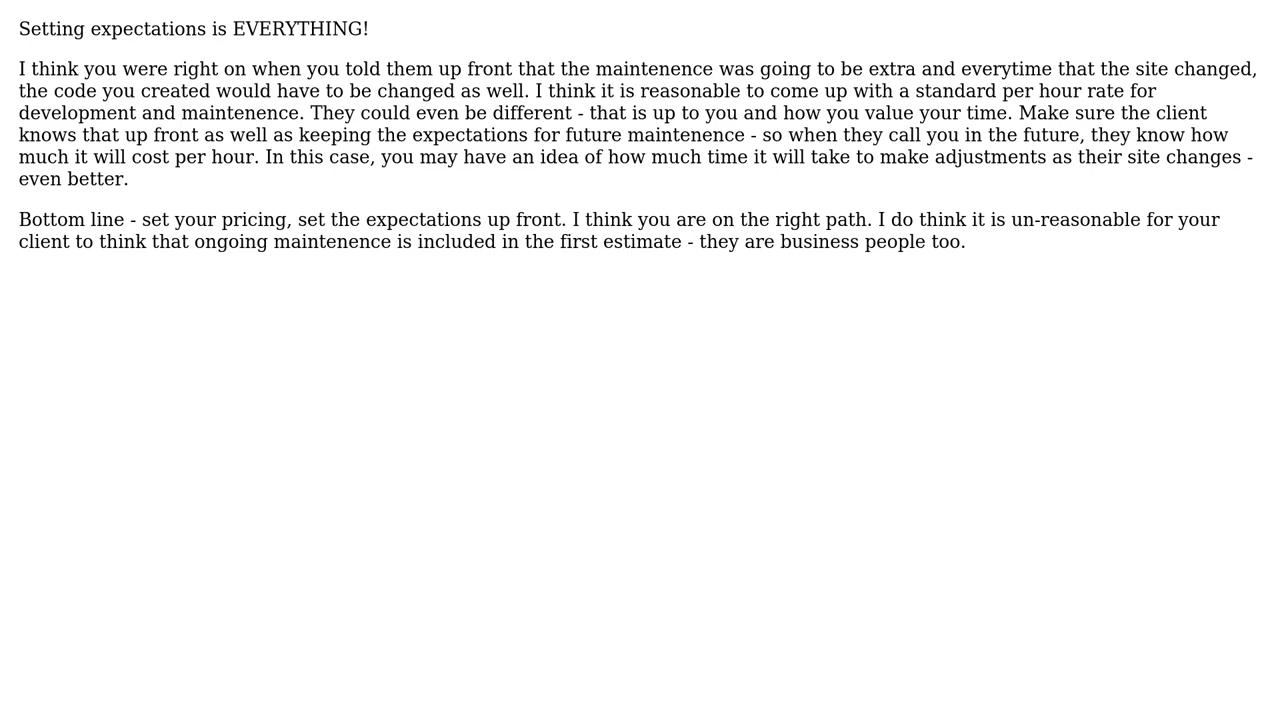 Setting expectations is EVERYTHING!
I think you were right on when you told them up front that the maintenence was going to be extra and everytime that the site changed,
the code you created would have to be changed as well. I think it is reasonable to come up with a standard per hour rate for
development and maintenence. They could even be different - that is up to you and how you value your time. Make sure the client
knows that up front as well as keeping the expectations for future maintenence - so when they call you in the future, they know how
much it will cost per hour. In this case, you may have an idea of how much time it will take to make adjustments as their site changes -
even better.
Bottom line - set your pricing, set the expectations up front. I think you are on the right path. I do think it is un-reasonable for your
client to think that ongoing maintenence is included in the first estimate - they are business people too.